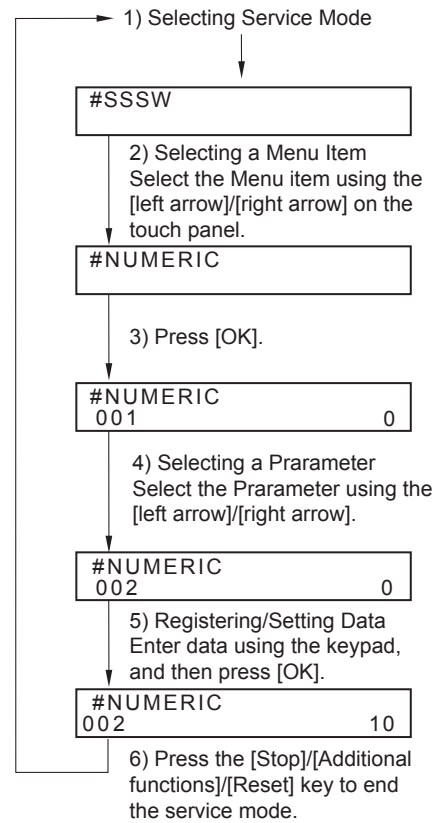 1) Selecting Service Mode
#SSSW
2) Selecting a Menu Item
Select the Menu item using the
[left arrow]/[right arrow] on the
touch panel.
#NUMERIC
3) Press [OK].
#NUMERIC
001 0
4) Selecting a Prarameter
Select the Prarameter using the
[left arrow]/[right arrow].
#NUMERIC
002 0
5) Registering/Setting Data
Enter data using the keypad,
and then press [OK].
#NUMERIC
002 10
6) Press the [Stop]/[Additional
functions]/[Reset] key to end
the service mode.